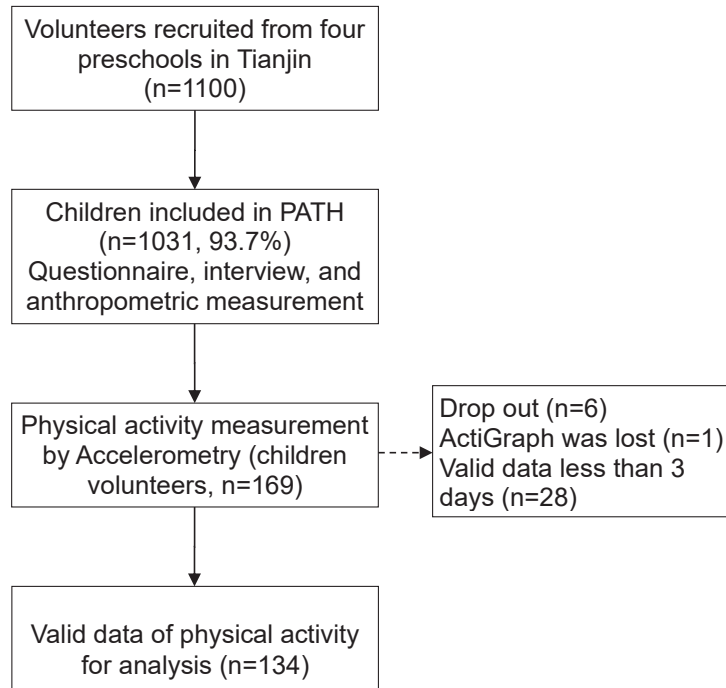 Volunteers recruited from four
preschools in Tianjin
(n=1100)
Children included in PATH
(n=1031, 93.7%)
Questionnaire, interview, and
anthropometric measurement
Physical activity measurement
by Accelerometry (children
volunteers, n=169)
Drop out (n=6)
ActiGraph was lost (n=1)
Valid data less than 3
days (n=28)
Valid data of physical activity
for analysis (n=134)